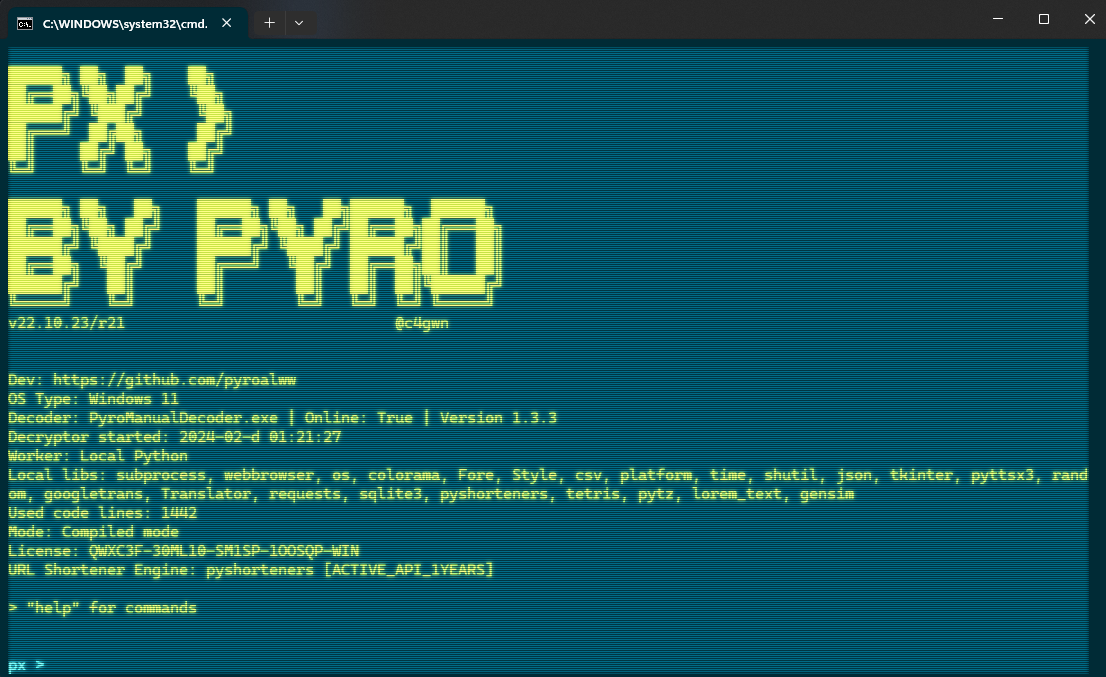 C:\WINDOWS\system32\cmd.
PX >
BY PYRO
v22.10.23/r21 @c4gwn
Dev: https://github.com/pyroalww
OS Type: Windows 11
Decoder: PyroManualDecoder.exe | Online: True | Version 1.3.3
Decryptor started: 2024-02-d 01:21:27
Worker: Local Python
Local libs: subprocess, webbrowser, os, colorama, Fore, Style, csv, platform, time, shutil, json, tkinter, pyttsx3, rand
om, googletrans, Translator, requests, sqlite3, pyshorteners, tetris, pytz, lorem_text, gensim
Used code lines: 1442
Mode: Compiled mode
License: QWXC3F-30ML10-SM1SP-1OOSQP-WIN
URL Shortener Engine: pyshorteners [ACTIVE_API_1YEARS]
> "help" for commands
px >